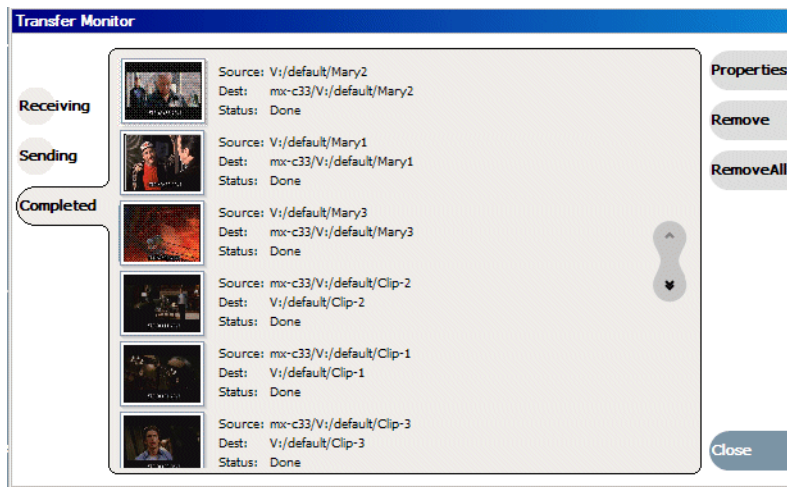 Transfer Monitor
Receiving
Sending
Completed
Source: V:/default/Mary2
Dest: mx-c33/V:/default/Mary2
Status: Done
Source: V:/default/Mary1
Dest: mx-c33/V:/default/Mary1
Status: Done
Source: V:/default/Mary3
Dest: mx-c33/V:/default/Mary3
Status: Done
Source: mx-c33/V:/default/Clip-2
Dest: V:/default/Clip-2
Status: Done
Source: mx-c33/V:/default/Clip-1
Dest: V:/default/Clip-1
Status: Done
Source: mx-c33/V:/default/Clip-3
Dest: V:/default/Clip-3
Status: Done
Properties
Remove
RemoveAll
Close